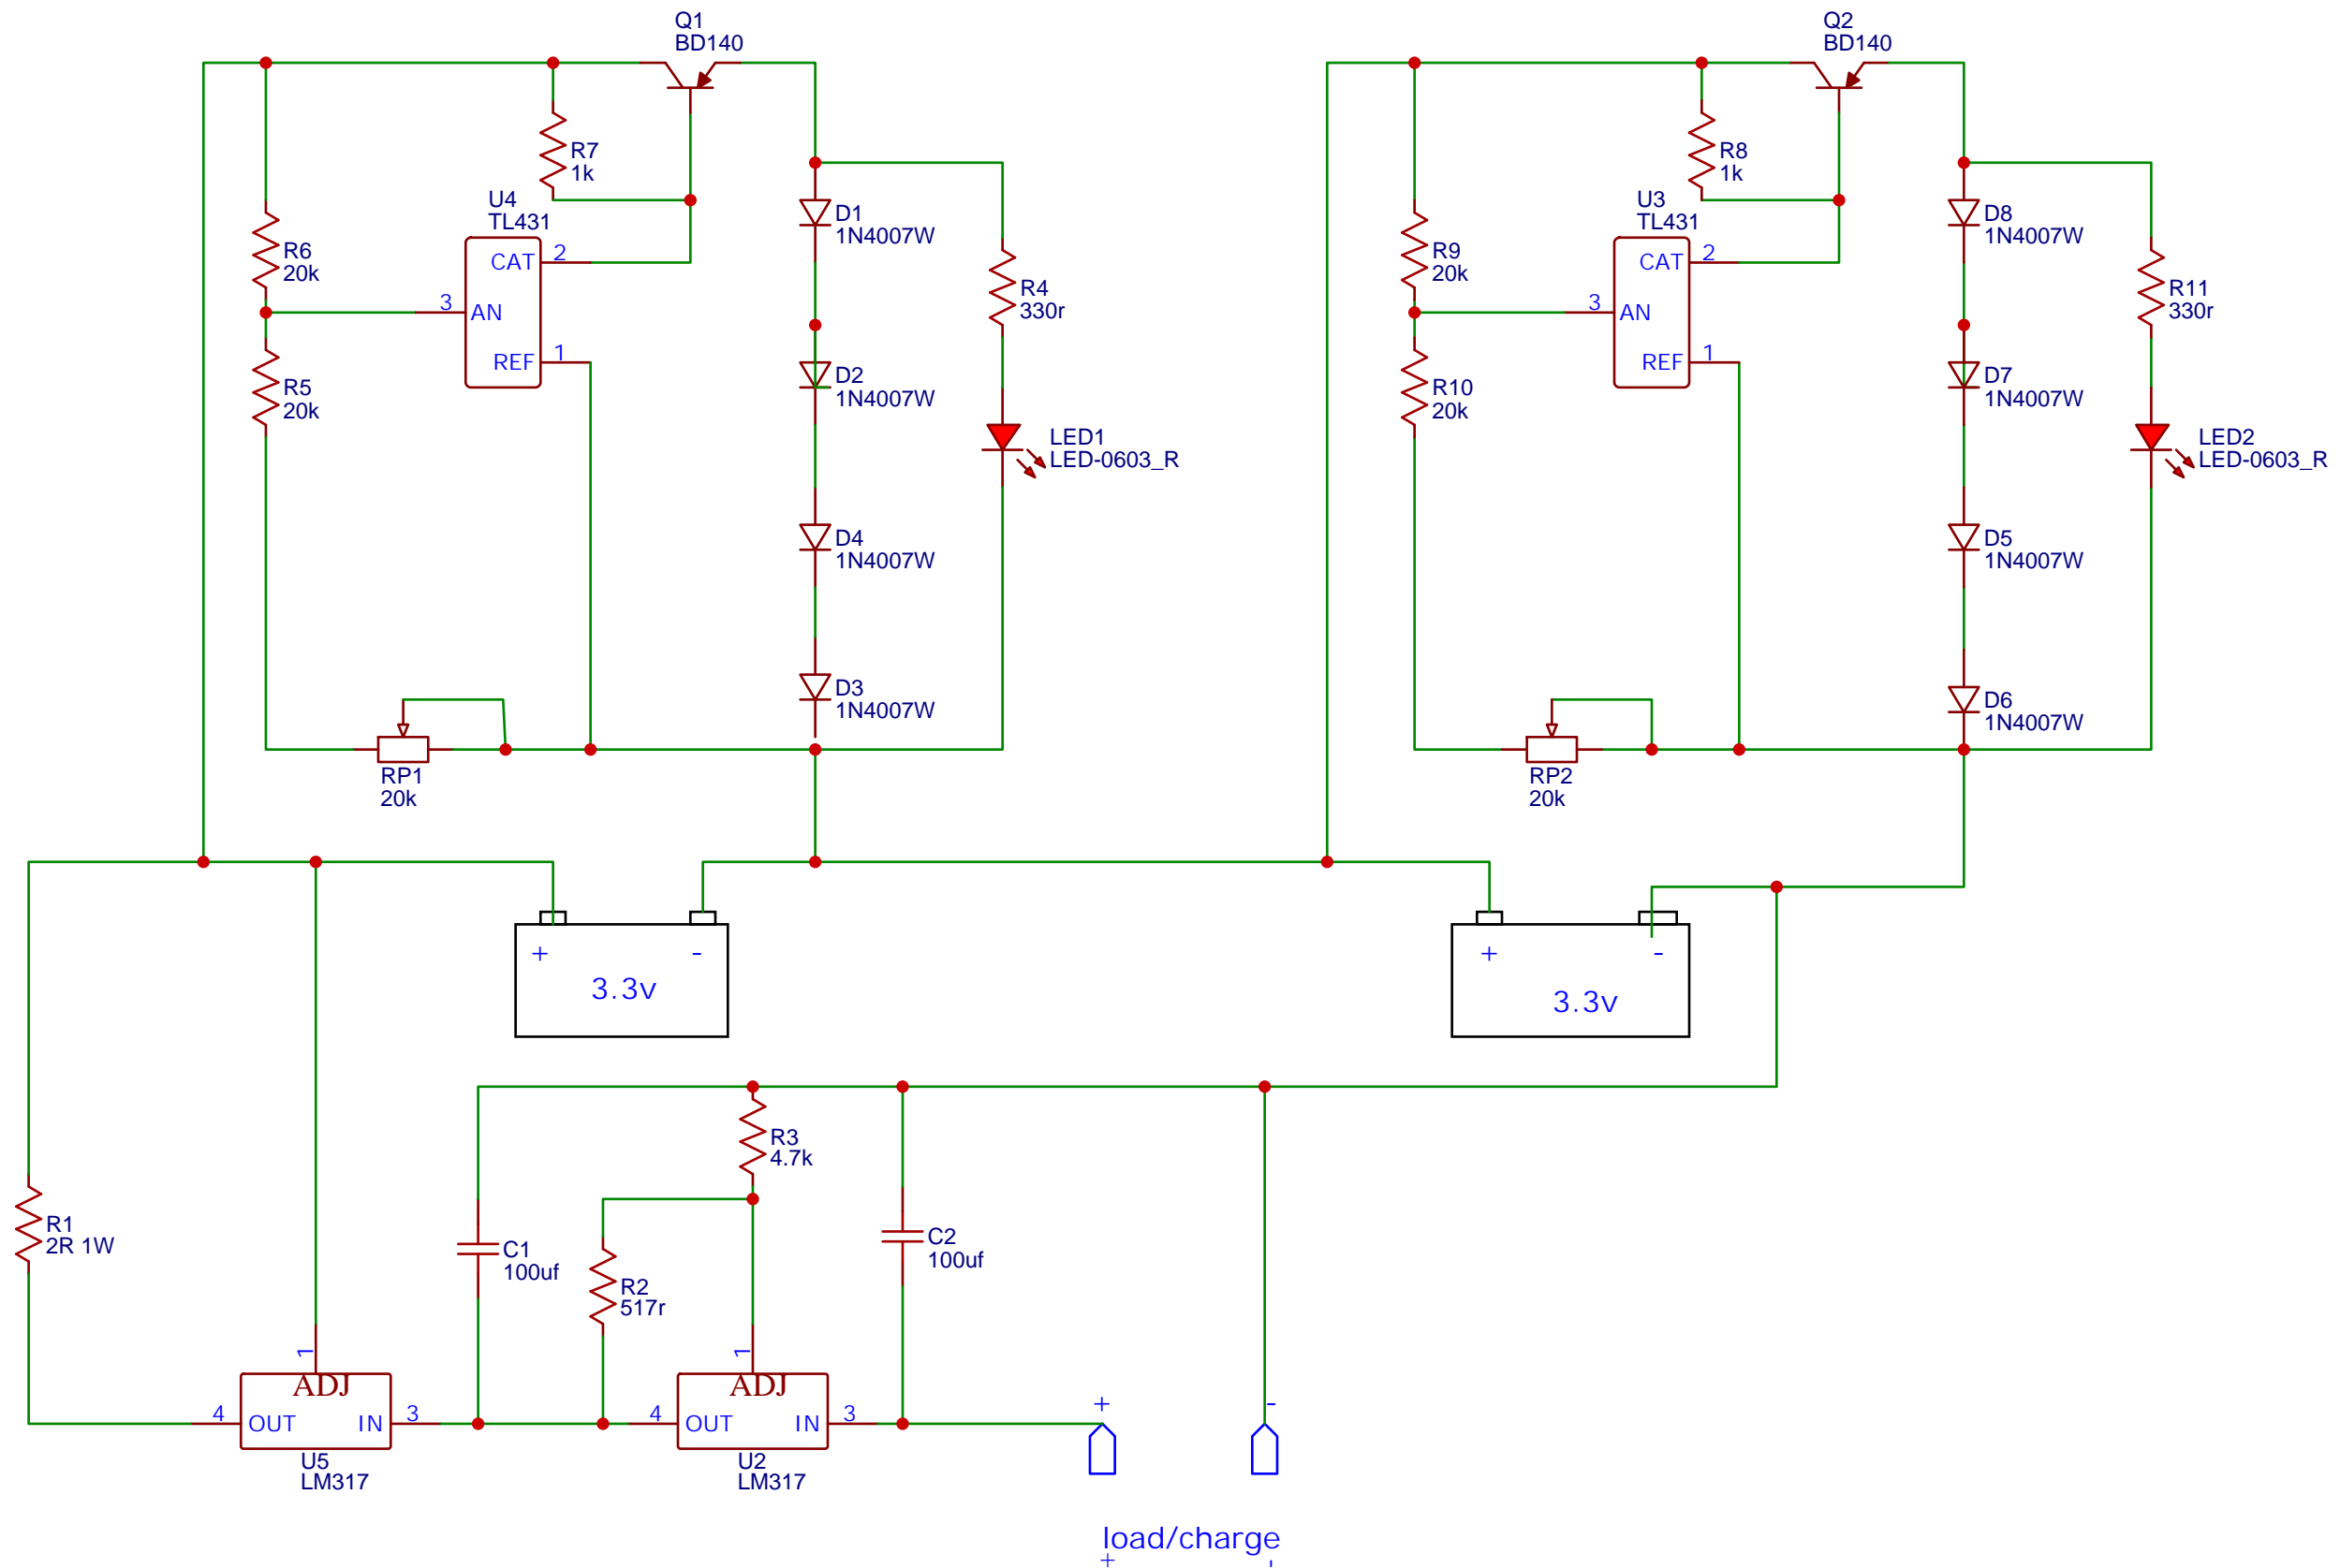 Q1
BD140
Q2
BD140
R7
1k
R8
1k
U4
TL431
U3
TL431
CAT
2
3
AN
REF
1
CAT
2
3
AN
REF
1
R6
20k
R5
20k
R9
20k
R10
20k
D1
1N4007W
D2
1N4007W
D4
1N4007W
D3
1N4007W
R4
330r
LED1
LED-0603_R
D8
1N4007W
D7
1N4007W
D5
1N4007W
D6
1N4007W
R11
330r
LED2
LED-0603_R
RP1
20k
RP2
20k
+
-
3.3v
+
-
3.3v
R3
4.7k
R1
2R 1W
C1
100uf
R2
517r
C2
100uf
1
ADJ
4
OUT
IN
3
U5
LM317
1
ADJ
4
OUT
IN
3
U2
LM317
+
-
load/charge
+